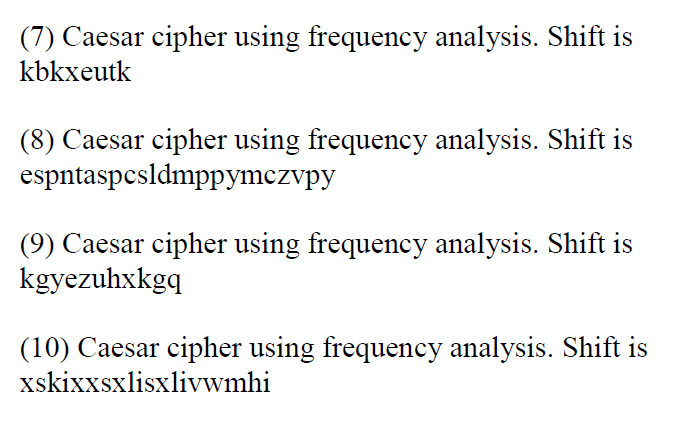 (7) Caesar cipher using frequency analysis. Shift is
kbkxeutk
(8) Caesar cipher using frequency analysis. Shift is
espntaspcsldmppymczvpy
(9) Caesar cipher using frequency analysis. Shift is
kgyezuhxkgq
(10) Caesar cipher using frequency analysis. Shift is
xskixxsxlisxlivwmhi